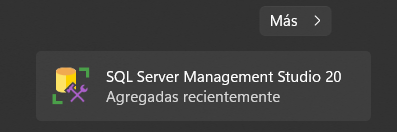 Más
SQL Server Management Studio 20
Agregadas recientemente